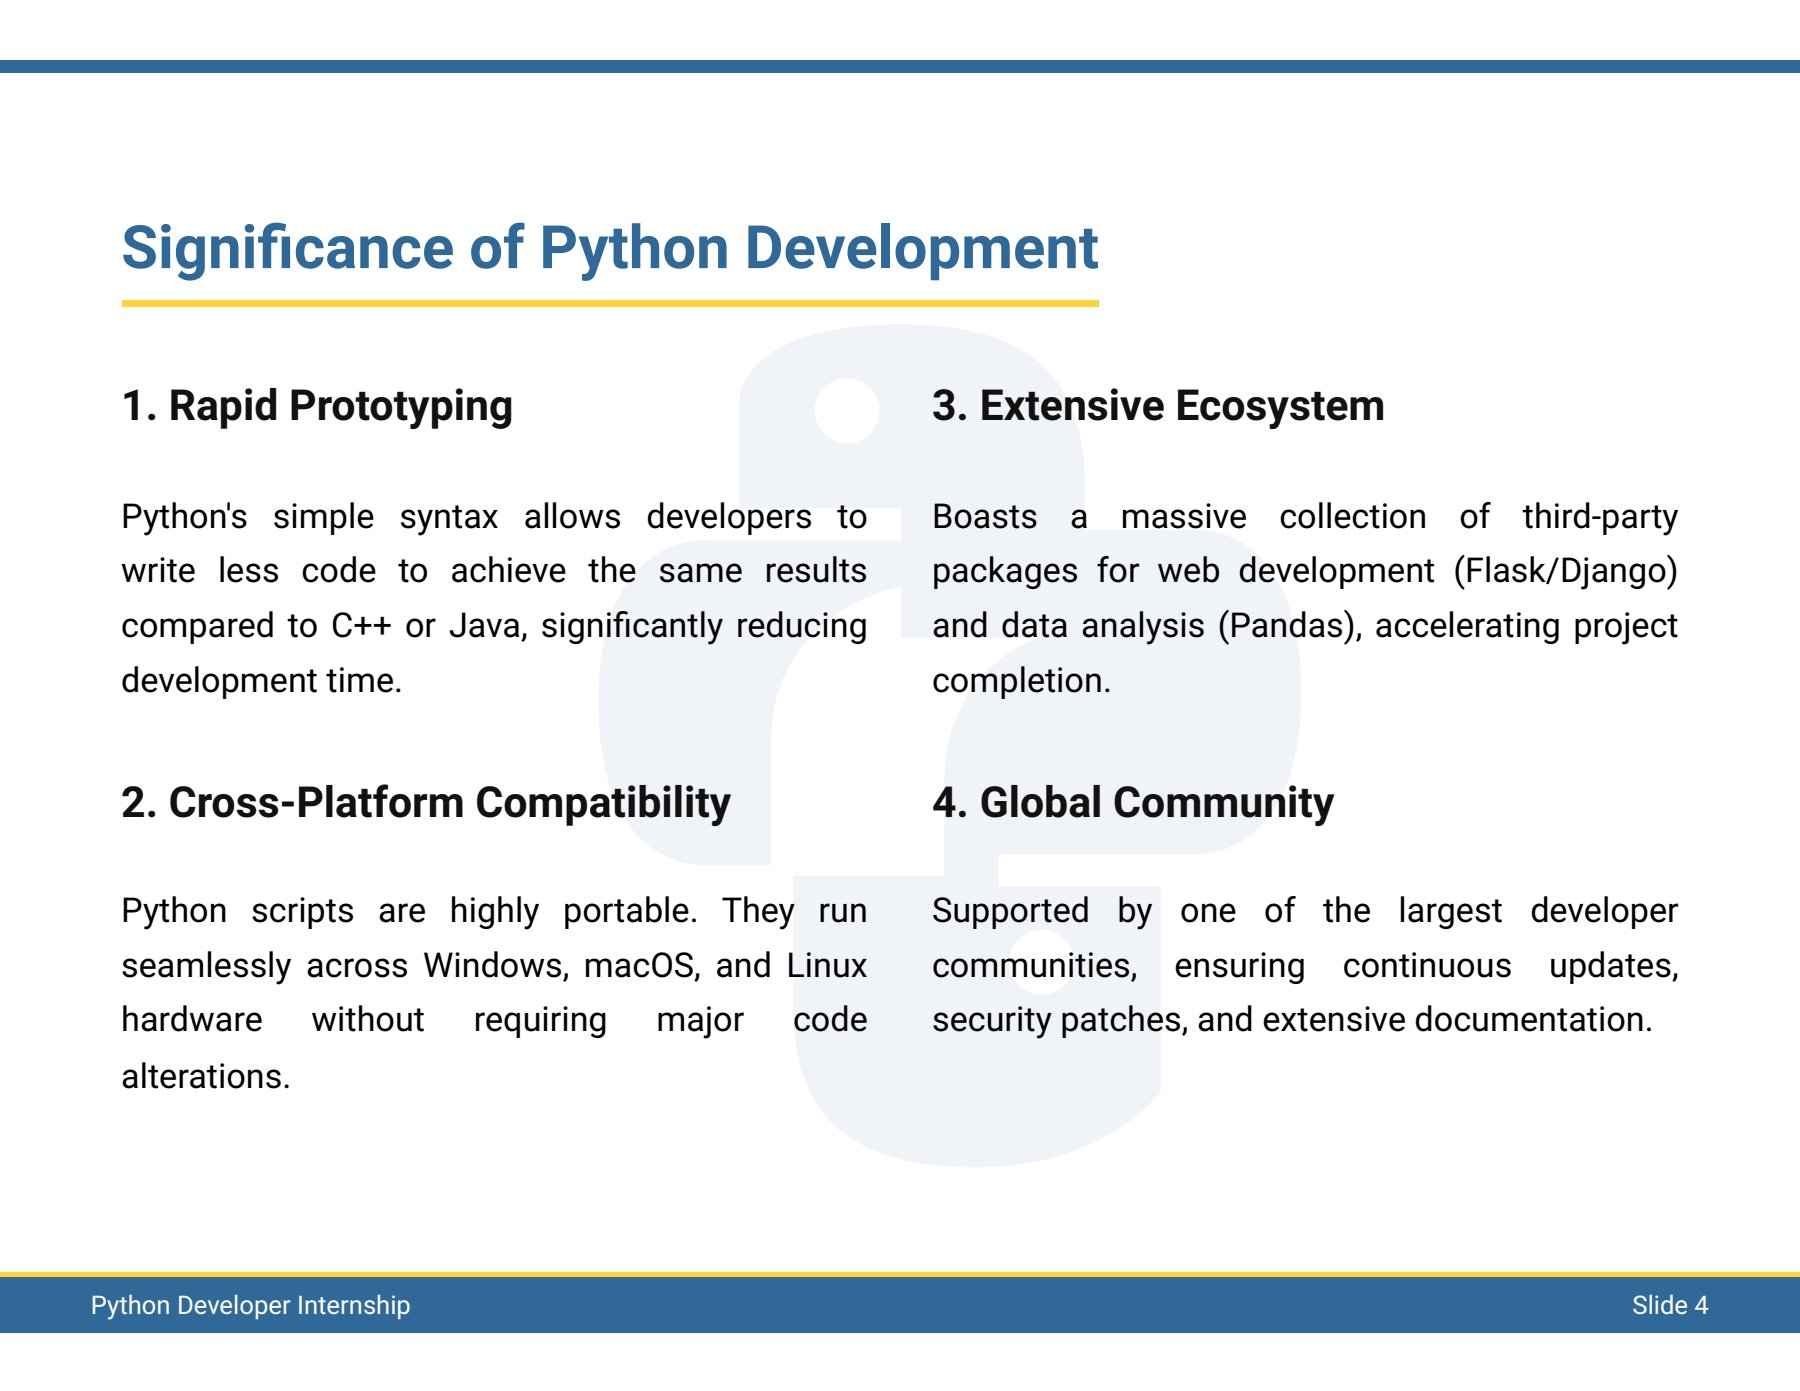 Significance of Python Development
1. Rapid Prototyping
Python's simple syntax allows developers to
write less code to achieve the same results
compared to C++ or Java, significantly reducing
development time.
2. Cross-Platform Compatibility
Python scripts are highly portable. They run
seamlessly across Windows, macOS, and Linux
hardware without requiring major code
alterations.
3. Extensive Ecosystem
Boasts a massive collection of third-party
packages for web development (Flask/Django)
and data analysis (Pandas), accelerating project
completion.
4. Global Community
Supported by one of the largest developer
communities, ensuring continuous updates,
security patches, and extensive documentation.
Python Developer Internship
Slide 4